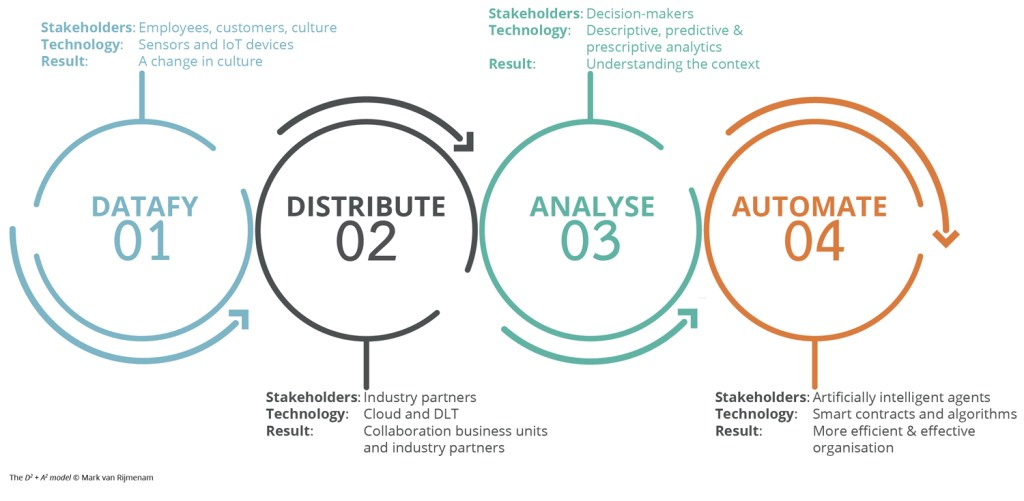 Stakeholders: Employees, customers, culture
Technology: Sensors and IoT devices
Result: A change in culture
DATAFY
01
DISTRIBUTE
02
Stakeholders: Industry partners
Technology: Cloud and DLT
Result: Collaboration business units
and industry partners
Stakeholders: Decision-makers
Technology: Descriptive, predictive &
prescriptive analytics
Result: Understanding the context
ANALYSE
03
AUTOMATE
04
Stakeholders: Artificially intelligent agents
Technology: Smart contracts and algorithms
Result: More efficient & effective
organisation
The D² + A² model © Mark van Rijmenam